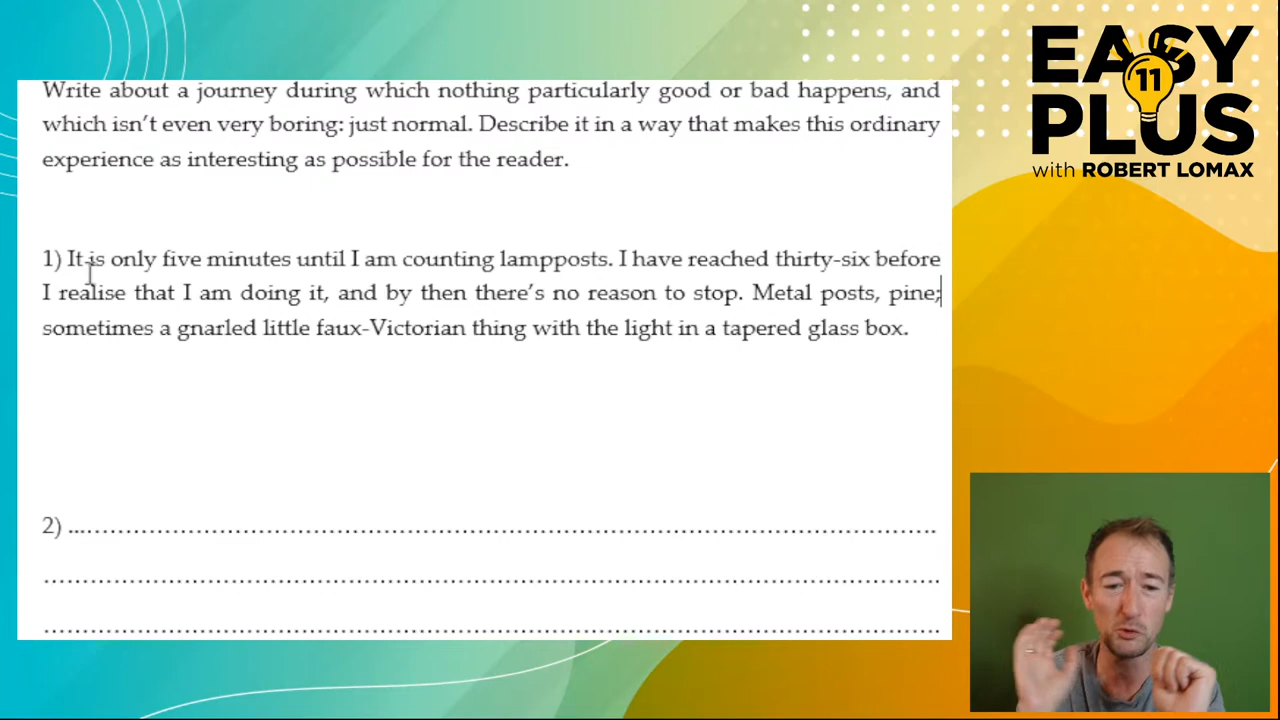 EASY
11
PLUS
with ROBERT LOMAX
Write about a journey during which nothing particularly good or bad happens, and
which isn't even very boring: just normal. Describe it in a way that makes this ordinary
experience as interesting as possible for the reader.
1) It is only five minutes until I am counting lampposts. I have reached thirty-six before
I realise that I am doing it, and by then there's no reason to stop. Metal posts, pine;
sometimes a gnarled little faux-Victorian thing with the light in a tapered glass box.
2) ................................................................
................................................................
................................................................